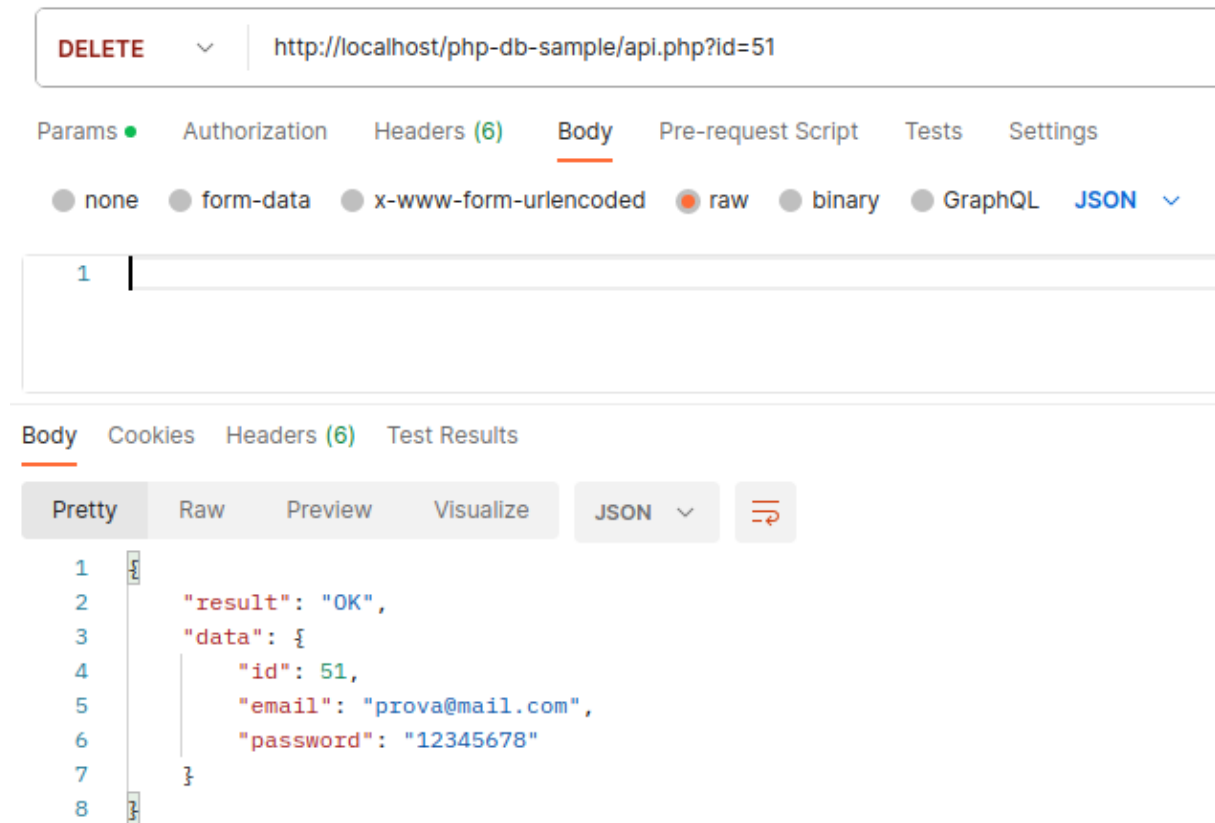 DELETE http://localhost/php-db-sample/api.php?id=51
Params Authorization Headers (6) Body Pre-request Script Tests Settings
none form-data x-www-form-urlencoded raw binary GraphQL JSON
1
Body Cookies Headers (6) Test Results
Pretty Raw Preview Visualize JSON
1 {
2 "result": "OK",
3 "data": {
4 "id": 51,
5 "email": "prova@mail.com",
6 "password": "12345678"
7 }
8 }